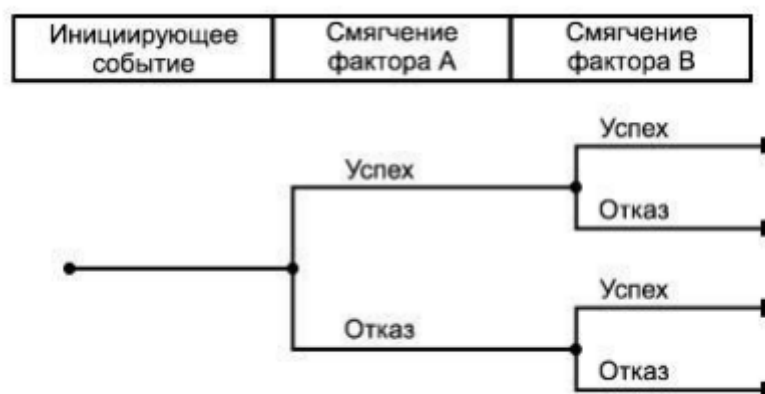 Инициирующее
событие
Смягчение
фактора А
Смягчение
фактора В
Успех
Успех
Отказ
Успех
Отказ
Отказ